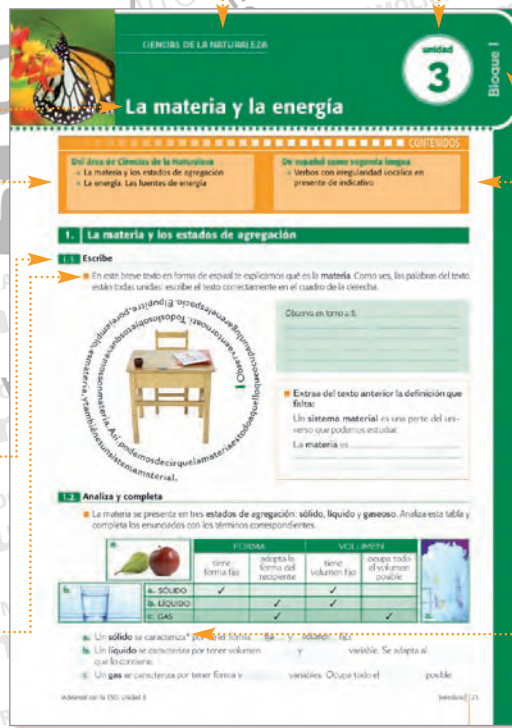 CIENCIAS DE LA NATURALEZA
unidad
3
Bloque I
La materia y la energía
CONTENIDOS
Del área de Ciencias de la Naturaleza
La materia y los estados de agregación
La energía. Las fuentes de energía
De español como segunda lengua
Verbos con irregularidad vocálica en
presente de indicativo
1. La materia y los estados de agregación
1.1. Escribe
En este breve texto en forma de espiral te explicamos qué es la materia. Como ves, las palabras del texto
están todas unidas: escribe el texto correctamente en el cuadro de la derecha.
Observa en torno a ti.
Extrae del texto anterior la definición que
falta:
Un sistema material es una parte del uni-
verso que podemos estudiar.
La materia es
1.2. Analiza y completa
La materia se presenta en tres estados de agregación: sólido, líquido y gaseoso. Analiza esta tabla y
completa los enunciados con los términos correspondientes.
FORMA VOLUMEN
tiene forma fija adopta la forma del recipiente tiene volumen fijo ocupa todo el volumen posible
a. SÓLIDO ✓ ✓
b. LÍQUIDO ✓ ✓
c. GAS ✓ ✓
a.
b.
c.
a. Un sólido se caracteriza* por tener forma fija y volumen fijo.
b. Un líquido se caracteriza por tener volumen y variable. Se adapta al
que lo contiene.
c. Un gas se caracteriza por tener forma y variables. Ocupa todo el posible.